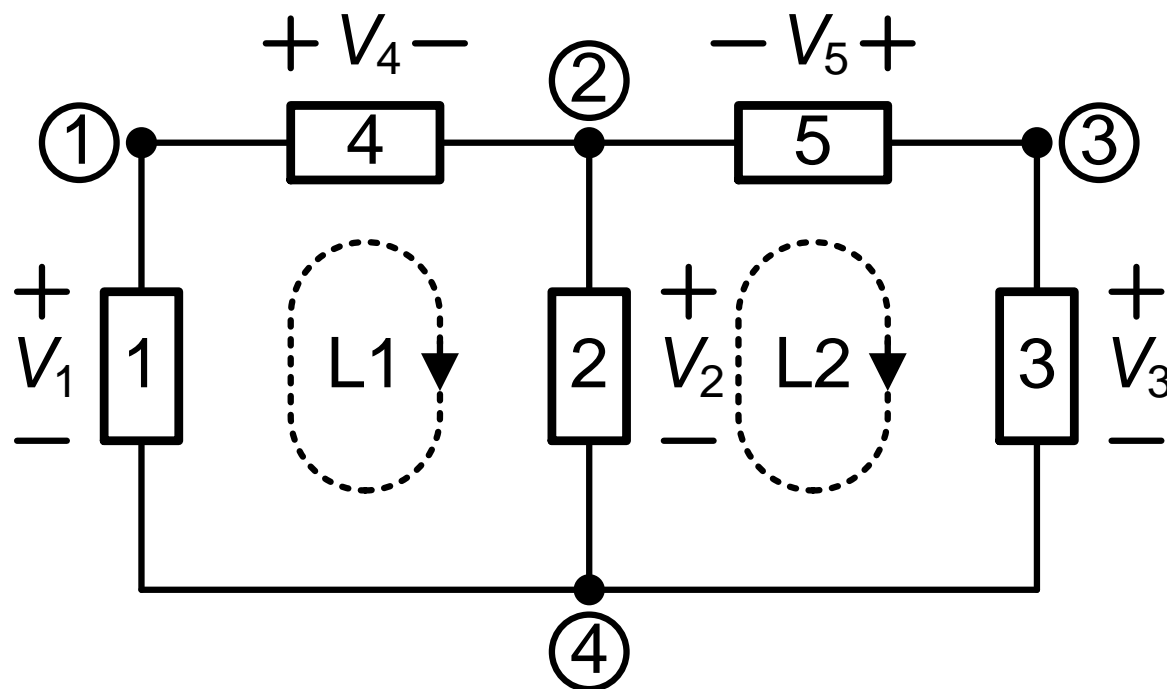 + V₄ −
− V₅ +
②
①
4
5
③
+
V₁
−
1
L1
2
+
V₂
−
L2
3
+
V₃
−
④